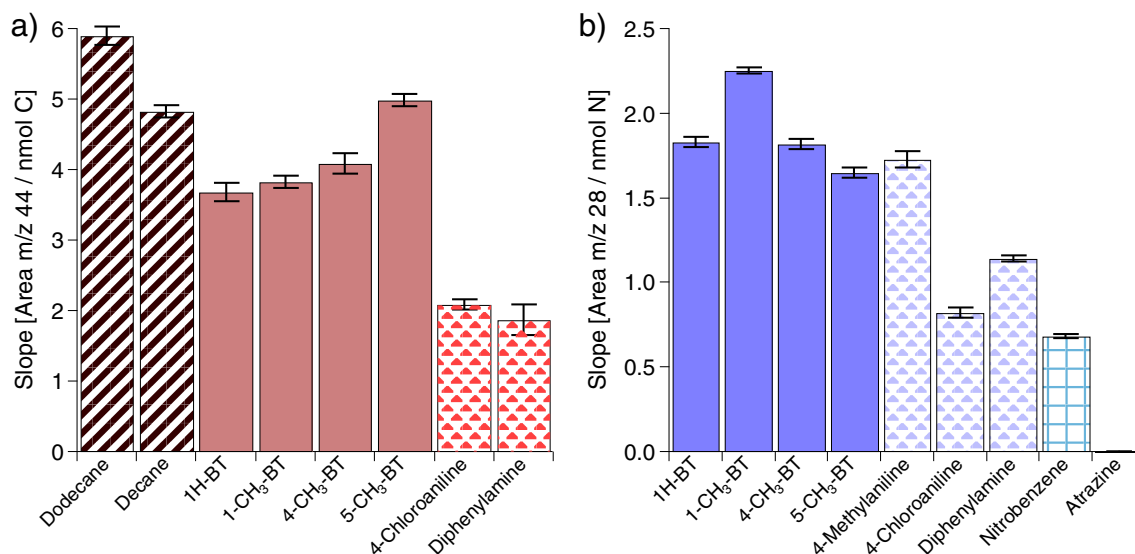 a)
Slope [Area m/z 44 / nmol C]
6
5
4
3
2
1
0
Dodecane
Decane
1H-BT
1-CH₃-BT
4-CH₃-BT
5-CH₃-BT
4-Chloroaniline
Diphenylamine
b)
Slope [Area m/z 28 / nmol N]
2.5
2.0
1.5
1.0
0.5
0.0
1H-BT
1-CH₃-BT
4-CH₃-BT
5-CH₃-BT
4-Methylaniline
4-Chloroaniline
Diphenylamine
Nitrobenzene
Atrazine